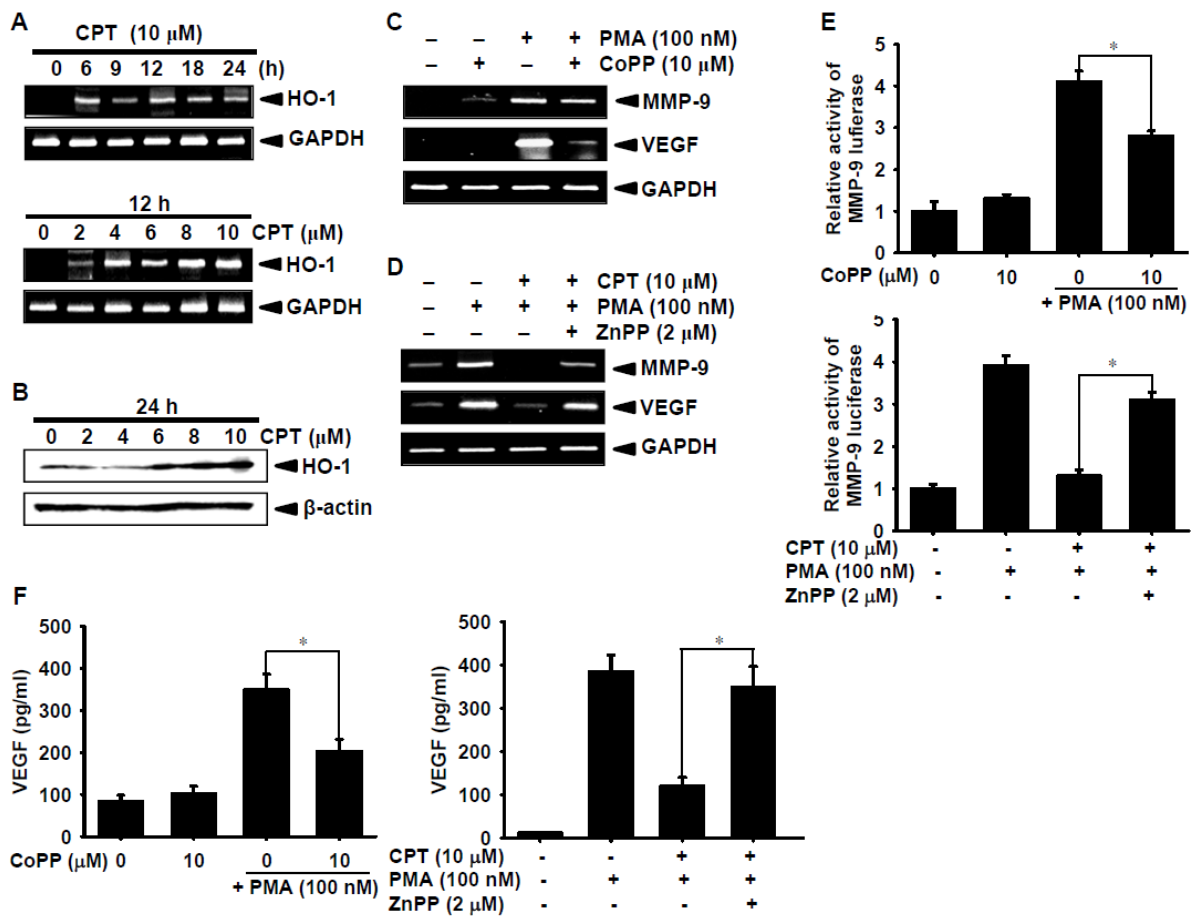 A
CPT (10 μM)
0 6 9 12 18 24 (h)
HO-1
GAPDH
12 h
0 2 4 6 8 10 CPT (μM)
HO-1
GAPDH
B
24 h
0 2 4 6 8 10 CPT (μM)
HO-1
β-actin
C
– – + + PMA (100 nM)
– + – + CoPP (10 μM)
MMP-9
VEGF
GAPDH
D
– – + + CPT (10 μM)
– + + + PMA (100 nM)
– – – + ZnPP (2 μM)
MMP-9
VEGF
GAPDH
E
Relative activity of
MMP-9 lufierase
5
4
3
2
1
0
*
CoPP (μM) 0 10 0 10
+ PMA (100 nM)
Relative activity of
MMP-9 luciferase
5
4
3
2
1
0
*
CPT (10 μM) - - + +
PMA (100 nM) - + + +
ZnPP (2 μM) - - - +
F
VEGF (pg/ml)
500
400
300
200
100
0
*
CoPP (μM) 0 10 0 10
+ PMA (100 nM)
VEGF (pg/ml)
500
400
300
200
100
0
*
CPT (10 μM) - - + +
PMA (100 nM) - + + +
ZnPP (2 μM) - - - +